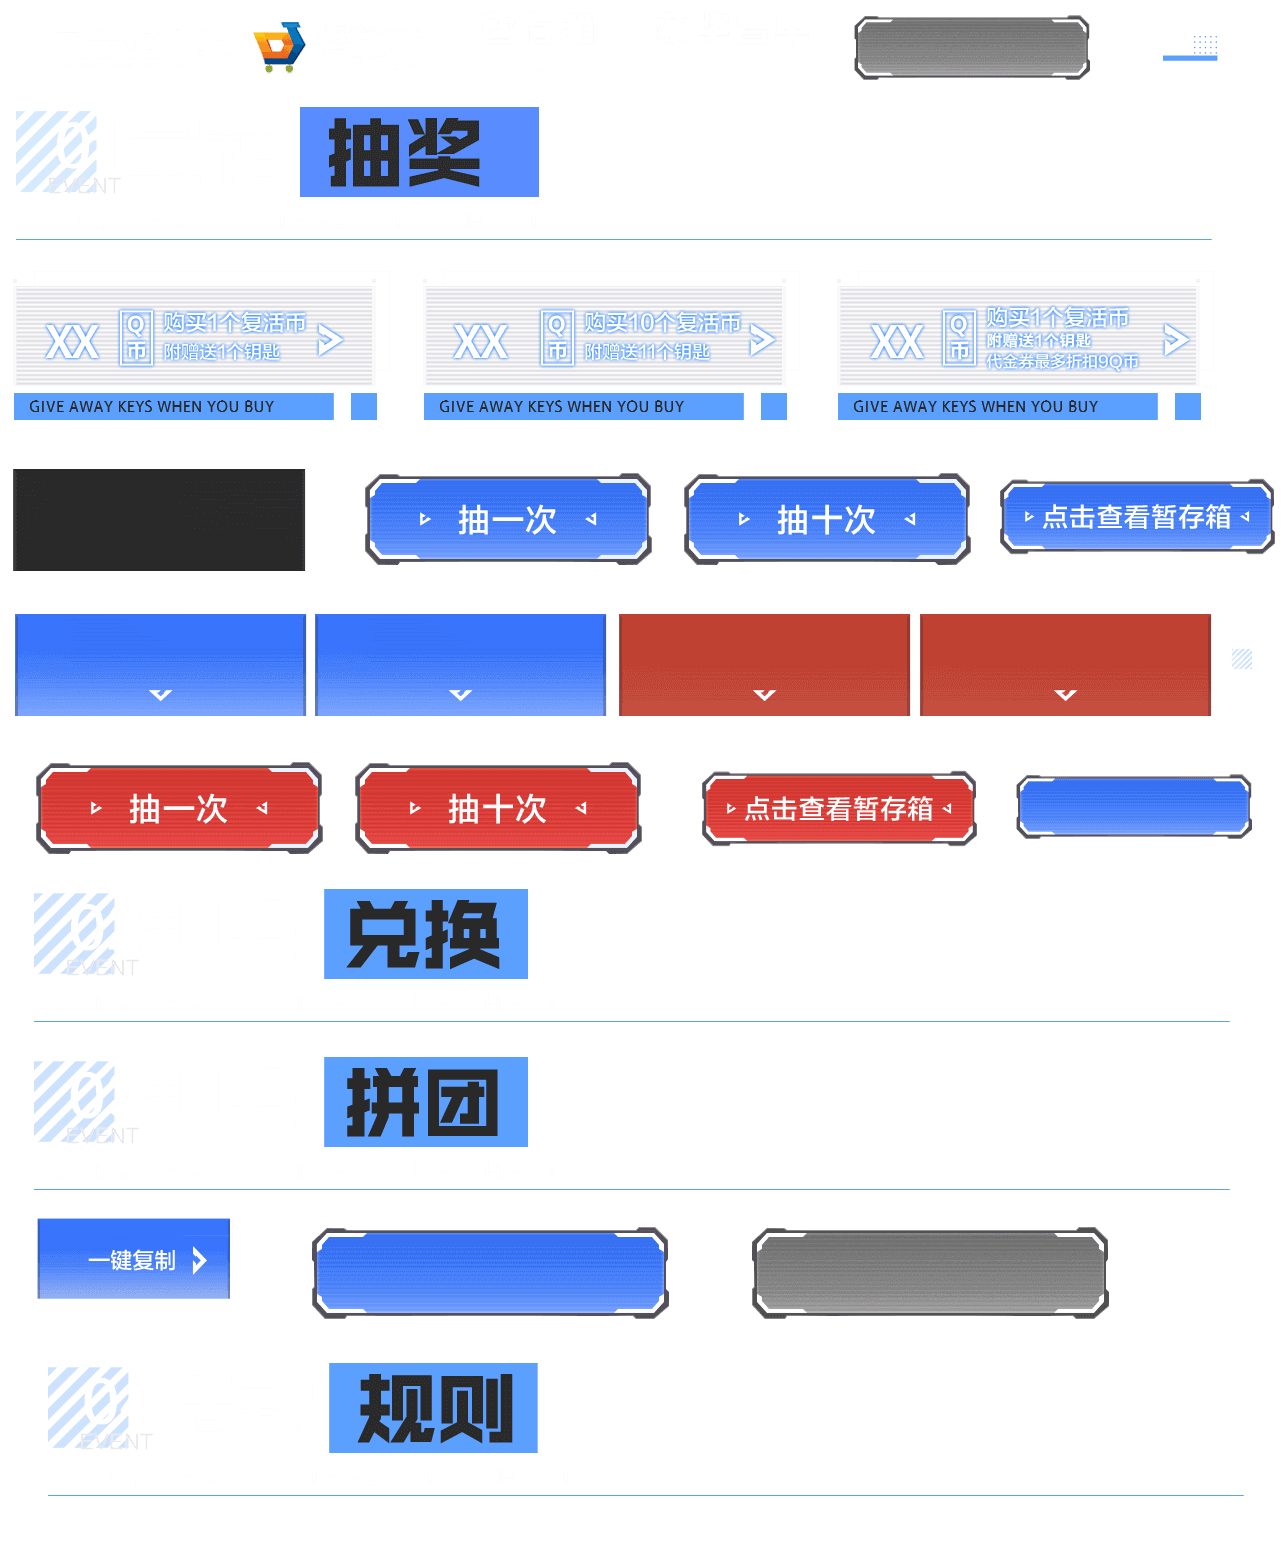 0
EVENT
抽奖
XX
Q币
购买1个复活币
附赠送1个钥匙
GIVE AWAY KEYS WHEN YOU BUY
XX
Q币
购买10个复活币
附赠送11个钥匙
GIVE AWAY KEYS WHEN YOU BUY
XX
Q币
购买1个复活币
附赠送1个钥匙
代金券最多折扣9Q币
GIVE AWAY KEYS WHEN YOU BUY
抽一次
抽十次
点击查看暂存箱
抽一次
抽十次
点击查看暂存箱
0
EVENT
兑换
0
EVENT
拼团
一键复制
0
EVENT
规则